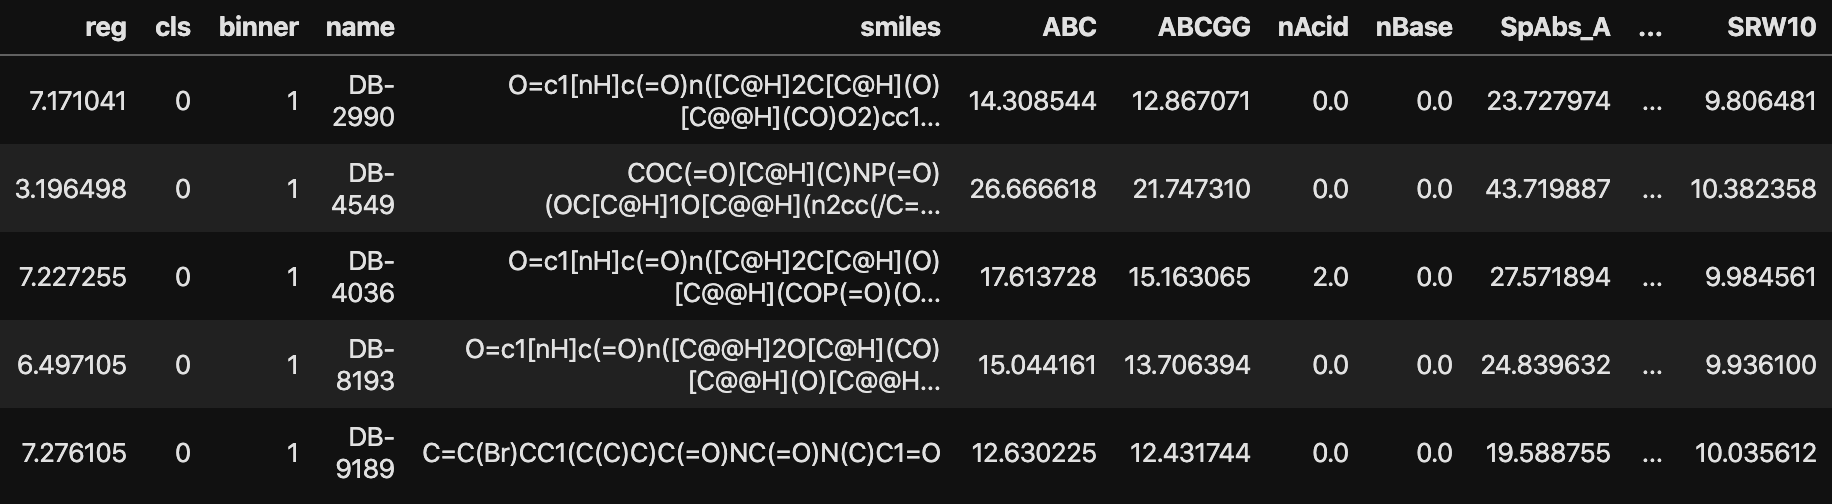 reg cls binner name smiles ABC ABCGG nAcid nBase SpAbs_A ... SRW10
7.171041 0 1 DB-2990 O=c1[nH]c(=O)n([C@H]2C[C@H](O)[C@@H](CO)O2)cc1... 14.308544 12.867071 0.0 0.0 23.727974 ... 9.806481
3.196498 0 1 DB-4549 COC(=O)[C@H](C)NP(=O)(OC[C@H]1O[C@@H](n2cc(/C=... 26.666618 21.747310 0.0 0.0 43.719887 ... 10.382358
7.227255 0 1 DB-4036 O=c1[nH]c(=O)n([C@H]2C[C@H](O)[C@@H](COP(=O)(O... 17.613728 15.163065 2.0 0.0 27.571894 ... 9.984561
6.497105 0 1 DB-8193 O=c1[nH]c(=O)n([C@@H]2O[C@H](CO)[C@@H](O)[C@@H... 15.044161 13.706394 0.0 0.0 24.839632 ... 9.936100
7.276105 0 1 DB-9189 C=C(Br)CC1(C(C)C)C(=O)NC(=O)N(C)C1=O 12.630225 12.431744 0.0 0.0 19.588755 ... 10.035612